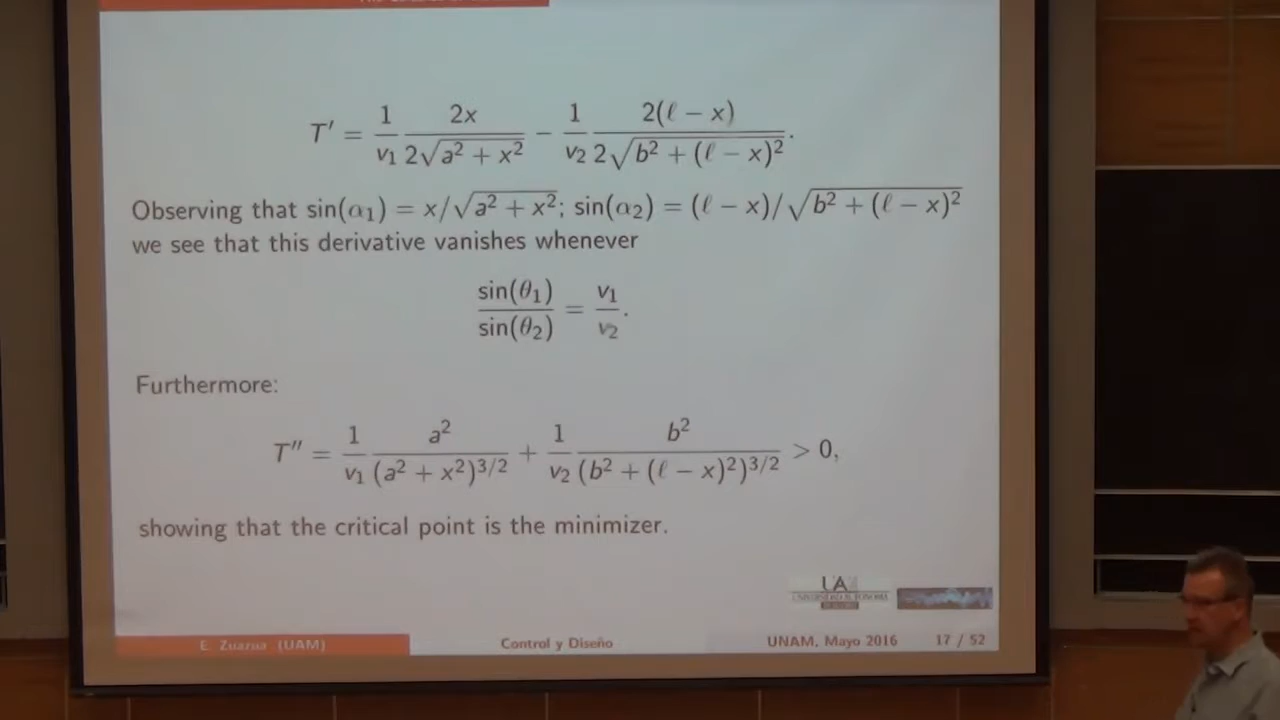 T′ = 1/v₁ 2x/(2√(a² + x²)) − 1/v₂ 2(ℓ − x)/(2√(b² + (ℓ − x)²)).
Observing that sin(α₁) = x/√(a² + x²); sin(α₂) = (ℓ − x)/√(b² + (ℓ − x)²)
we see that this derivative vanishes whenever
sin(θ₁)/sin(θ₂) = v₁/v₂.
Furthermore:
T″ = 1/v₁ a²/(a² + x²)^3/2 + 1/v₂ b²/(b² + (ℓ − x)²)^3/2 > 0,
showing that the critical point is the minimizer.
E. Zuazua (UAM) Control y Diseño UNAM, Mayo 2016 17 / 52